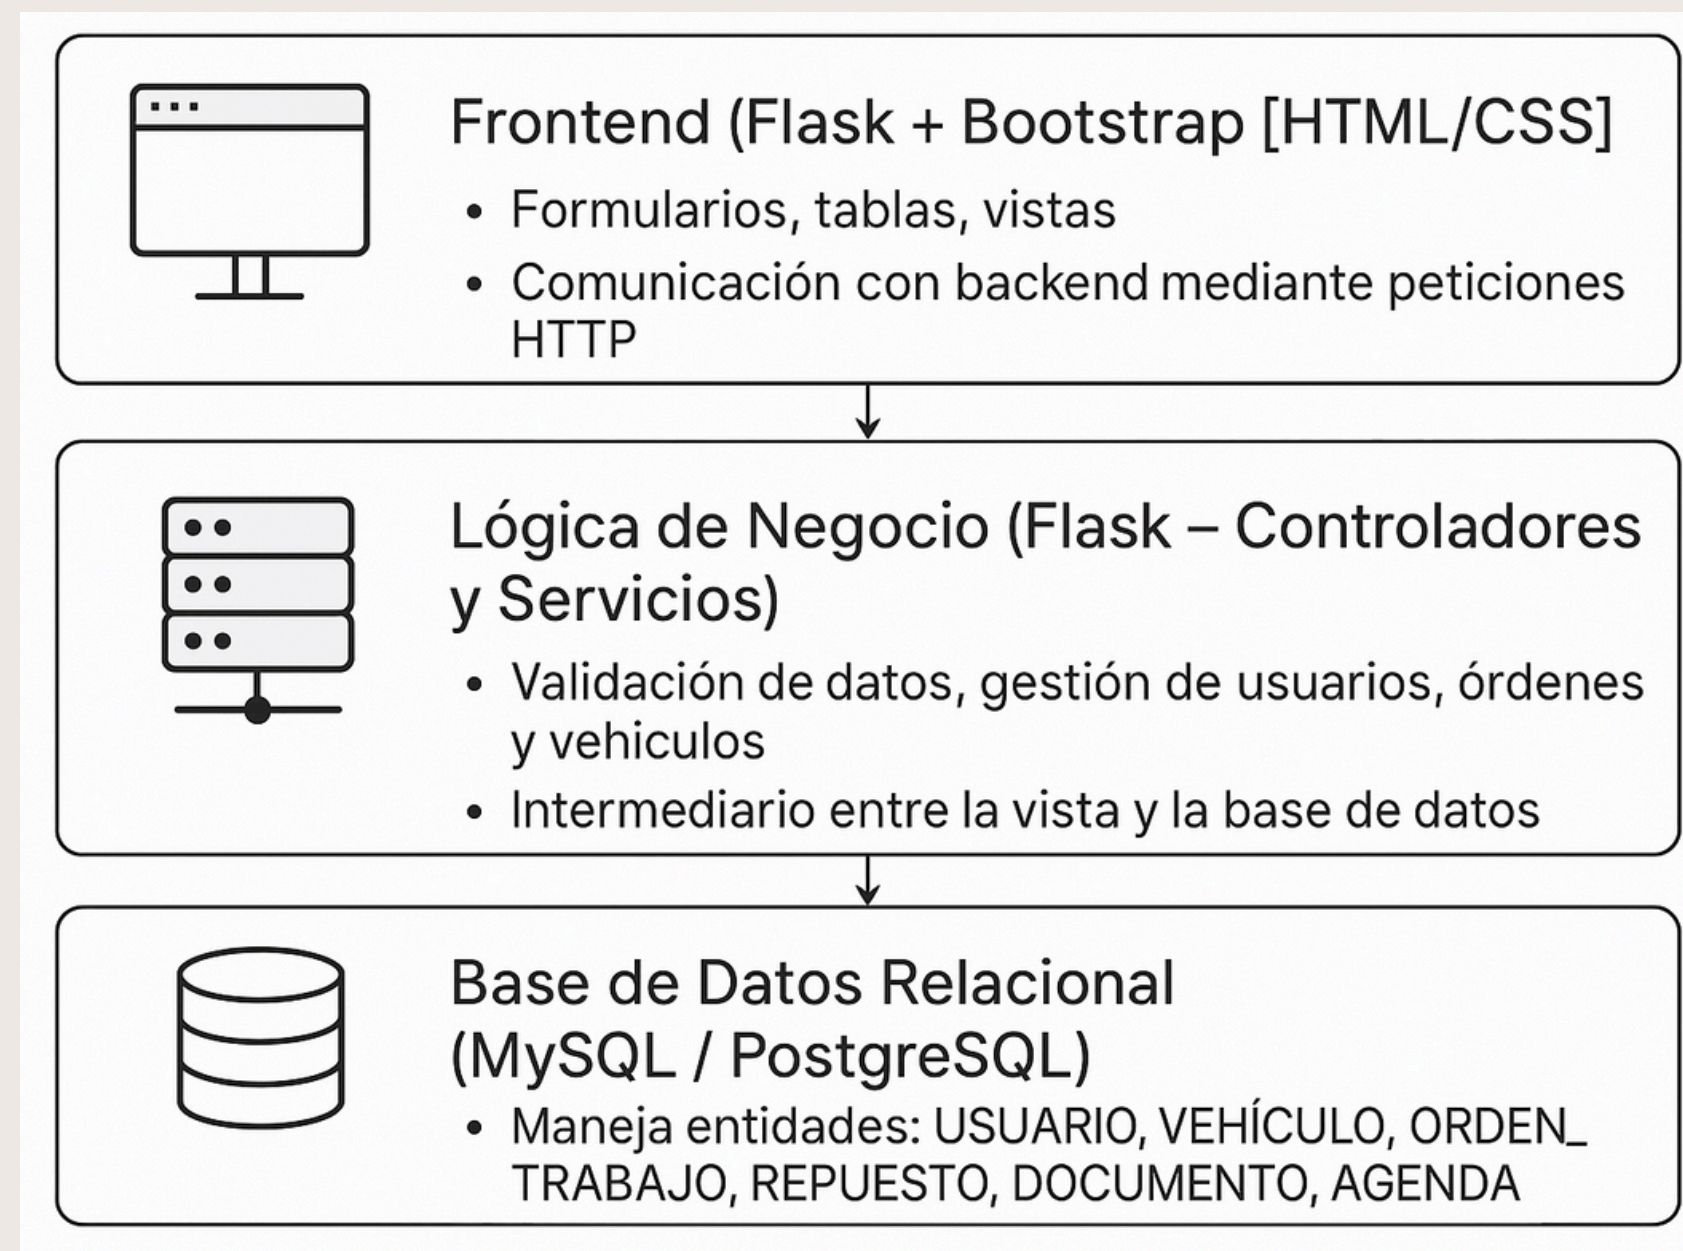 Frontend (Flask + Bootstrap [HTML/CSS]
• Formularios, tablas, vistas
• Comunicación con backend mediante peticiones
HTTP
Lógica de Negocio (Flask – Controladores
y Servicios)
• Validación de datos, gestión de usuarios, órdenes
y vehiculos
• Intermediario entre la vista y la base de datos
Base de Datos Relacional
(MySQL / PostgreSQL)
• Maneja entidades: USUARIO, VEHÍCULO, ORDEN_
TRABAJO, REPUESTO, DOCUMENTO, AGENDA